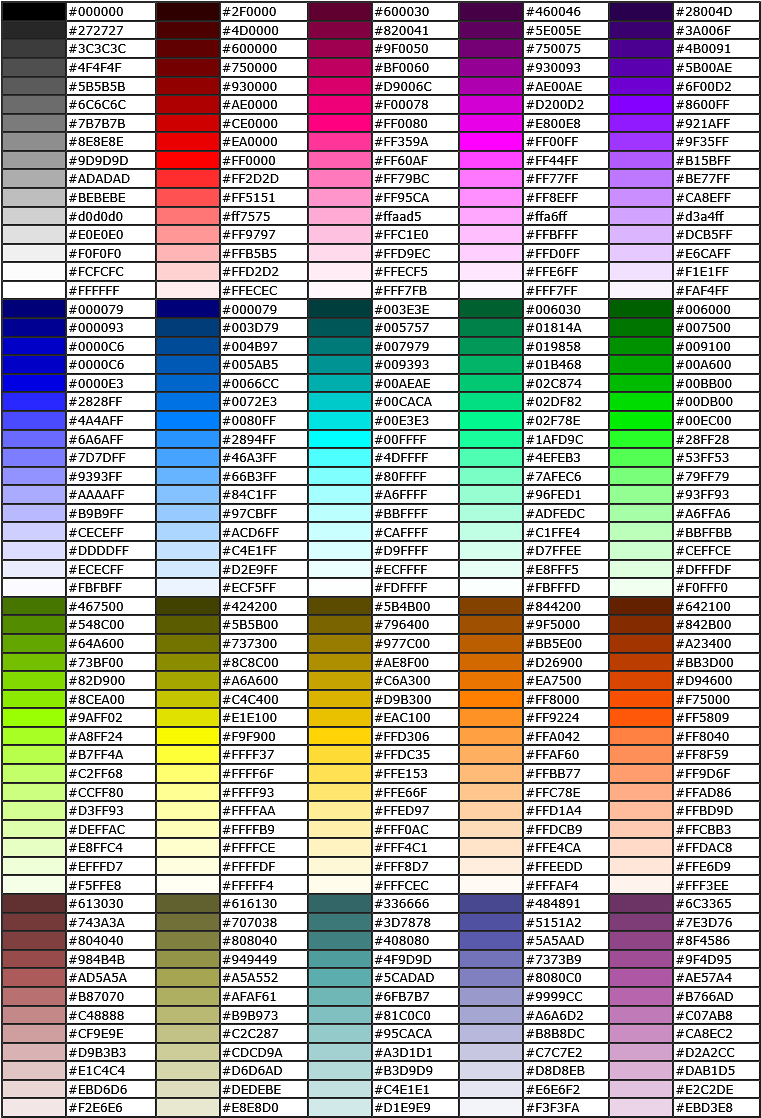 #000000 #2F0000 #600030 #460046 #28004D
#272727 #4D0000 #820041 #5E005E #3A006F
#3C3C3C #600000 #9F0050 #750075 #4B0091
#4F4F4F #750000 #BF0060 #930093 #5B00AE
#5B5B5B #930000 #D9006C #AE00AE #6F00D2
#6C6C6C #AE0000 #F00078 #D200D2 #8600FF
#7B7B7B #CE0000 #FF0080 #E800E8 #921AFF
#8E8E8E #EA0000 #FF359A #FF00FF #9F35FF
#9D9D9D #FF0000 #FF60AF #FF44FF #B15BFF
#ADADAD #FF2D2D #FF79BC #FF77FF #BE77FF
#BEBEBE #FF5151 #FF95CA #FF8EFF #CA8EFF
#d0d0d0 #ff7575 #ffaad5 #ffa6ff #d3a4ff
#E0E0E0 #FF9797 #FFC1E0 #FFBFFF #DCB5FF
#F0F0F0 #FFB5B5 #FFD9EC #FFD0FF #E6CAFF
#FCFCFC #FFD2D2 #FFECF5 #FFE6FF #F1E1FF
#FFFFFF #FFECEC #FFF7FB #FFF7FF #FAF4FF
#000079 #000079 #003E3E #006030 #006000
#000093 #003D79 #005757 #01814A #007500
#0000C6 #004B97 #007979 #019858 #009100
#0000C6 #005AB5 #009393 #01B468 #00A600
#0000E3 #0066CC #00AEAE #02C874 #00BB00
#2828FF #0072E3 #00CACA #02DF82 #00DB00
#4A4AFF #0080FF #00E3E3 #02F78E #00EC00
#6A6AFF #2894FF #00FFFF #1AFD9C #28FF28
#7D7DFF #46A3FF #4DFFFF #4EFEB3 #53FF53
#9393FF #66B3FF #80FFFF #7AFEC6 #79FF79
#AAAAFF #84C1FF #A6FFFF #96FED1 #93FF93
#B9B9FF #97CBFF #BBFFFF #ADFEDC #A6FFA6
#CECEFF #ACD6FF #CAFFFF #C1FFE4 #BBFFBB
#DDDDFF #C4E1FF #D9FFFF #D7FFEE #CEFFCE
#ECECFF #D2E9FF #ECFFFF #E8FFF5 #DFFFDF
#FBFBFF #ECF5FF #FDFFFF #FBFFFD #F0FFF0
#467500 #424200 #5B4B00 #844200 #642100
#548C00 #5B5B00 #796400 #9F5000 #842B00
#64A600 #737300 #977C00 #BB5E00 #A23400
#73BF00 #8C8C00 #AE8F00 #D26900 #BB3D00
#82D900 #A6A600 #C6A300 #EA7500 #D94600
#8CEA00 #C4C400 #D9B300 #FF8000 #F75000
#9AFF02 #E1E100 #EAC100 #FF9224 #FF5809
#A8FF24 #F9F900 #FFD306 #FFA042 #FF8040
#B7FF4A #FFFF37 #FFDC35 #FFAF60 #FF8F59
#C2FF68 #FFFF6F #FFE153 #FFBB77 #FF9D6F
#CCFF80 #FFFF93 #FFE66F #FFC78E #FFAD86
#D3FF93 #FFFFAA #FFED97 #FFD1A4 #FFBD9D
#DEFFAC #FFFFB9 #FFF0AC #FFDCB9 #FFCBB3
#E8FFC4 #FFFFCE #FFF4C1 #FFE4CA #FFDAC8
#EFFFD7 #FFFFDF #FFF8D7 #FFEEDD #FFE6D9
#F5FFE8 #FFFFF4 #FFFCEC #FFFAF4 #FFF3EE
#613030 #616130 #336666 #484891 #6C3365
#743A3A #707038 #3D7878 #5151A2 #7E3D76
#804040 #808040 #408080 #5A5AAD #8F4586
#984B4B #949449 #4F9D9D #7373B9 #9F4D95
#AD5A5A #A5A552 #5CADAD #8080C0 #AE57A4
#B87070 #AFAF61 #6FB7B7 #9999CC #B766AD
#C48888 #B9B973 #81C0C0 #A6A6D2 #C07AB8
#CF9E9E #C2C287 #95CACA #B8B8DC #CA8EC2
#D9B3B3 #CDCD9A #A3D1D1 #C7C7E2 #D2A2CC
#E1C4C4 #D6D6AD #B3D9D9 #D8D8EB #DAB1D5
#EBD6D6 #DEDEBE #C4E1E1 #E6E6F2 #E2C2DE
#F2E6E6 #E8E8D0 #D1E9E9 #F3F3FA #EBD3E8